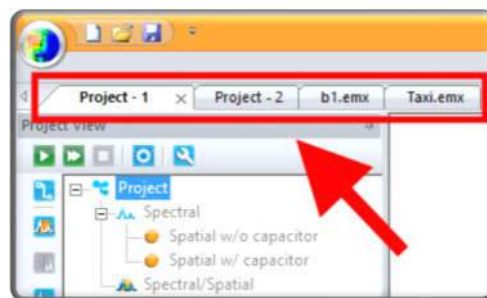 Project - 1 Project - 2 b1.emx Taxi.emx
Project View
Project
Spectral
Spatial w/o capacitor
Spatial w/ capacitor
Spectral/Spatial